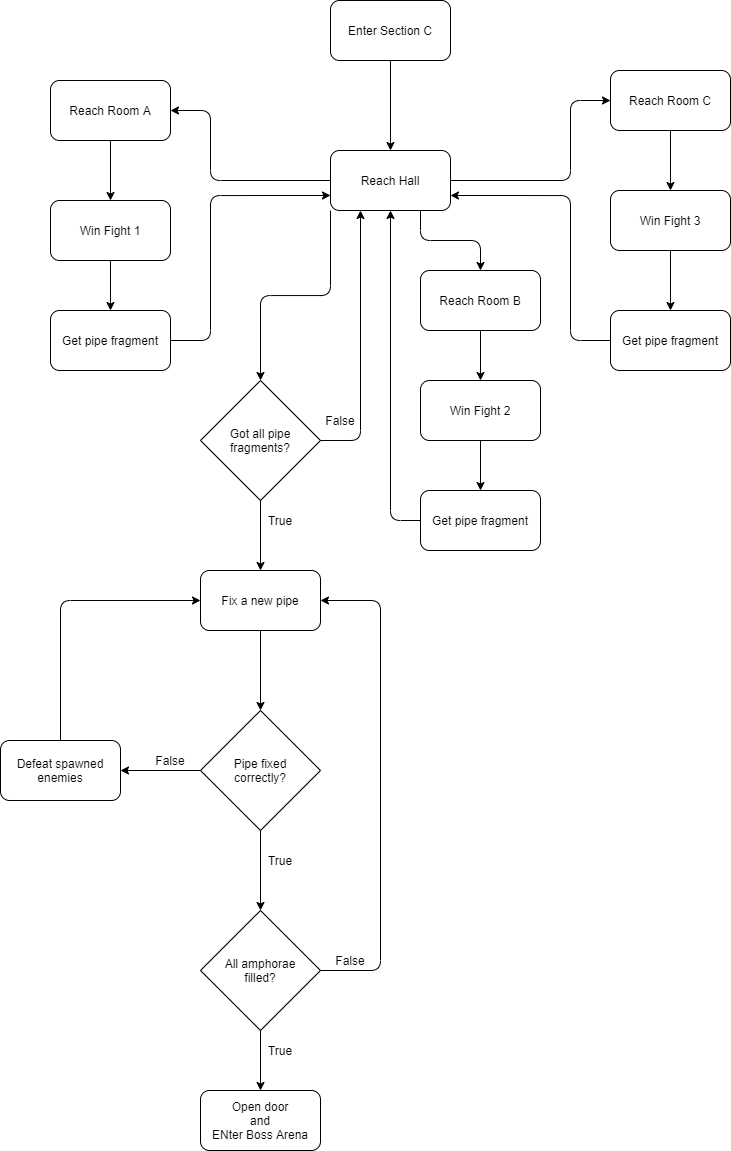 Enter Section C
Reach Room A
Reach Room C
Reach Hall
Win Fight 1
Win Fight 3
Reach Room B
Get pipe fragment
Get pipe fragment
Win Fight 2
False
Got all pipe
fragments?
Get pipe fragment
True
Fix a new pipe
False
Defeat spawned
enemies
Pipe fixed
correctly?
True
All amphorae
filled?
False
True
Open door
and
ENter Boss Arena